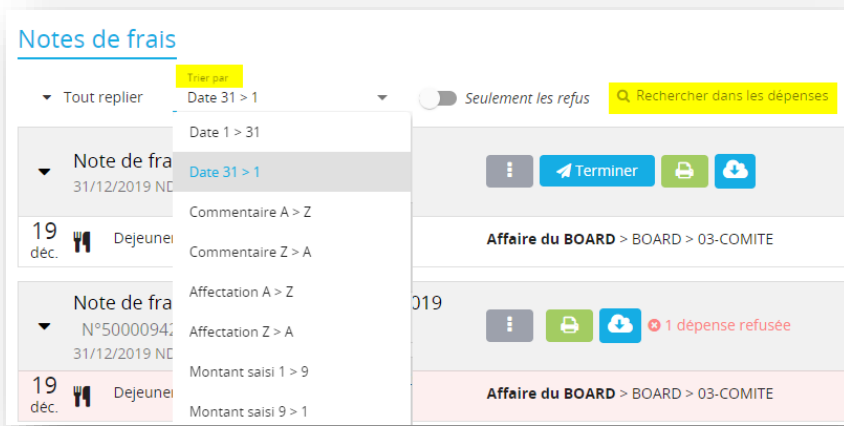 Notes de frais
Trier par
Tout replier
Date 31 > 1
Seulement les refus
Rechercher dans les dépenses
Date 1 > 31
Date 31 > 1
Commentaire A > Z
Commentaire Z > A
Affectation A > Z
Affectation Z > A
Montant saisi 1 > 9
Montant saisi 9 > 1
Note de fra
31/12/2019 ND
Terminer
19
déc.
Dejeuner
Affaire du BOARD > BOARD > 03-COMITE
Note de fra
019
N°50000942
31/12/2019 ND
1 dépense refusée
19
déc.
Dejeuner
Affaire du BOARD > BOARD > 03-COMITE